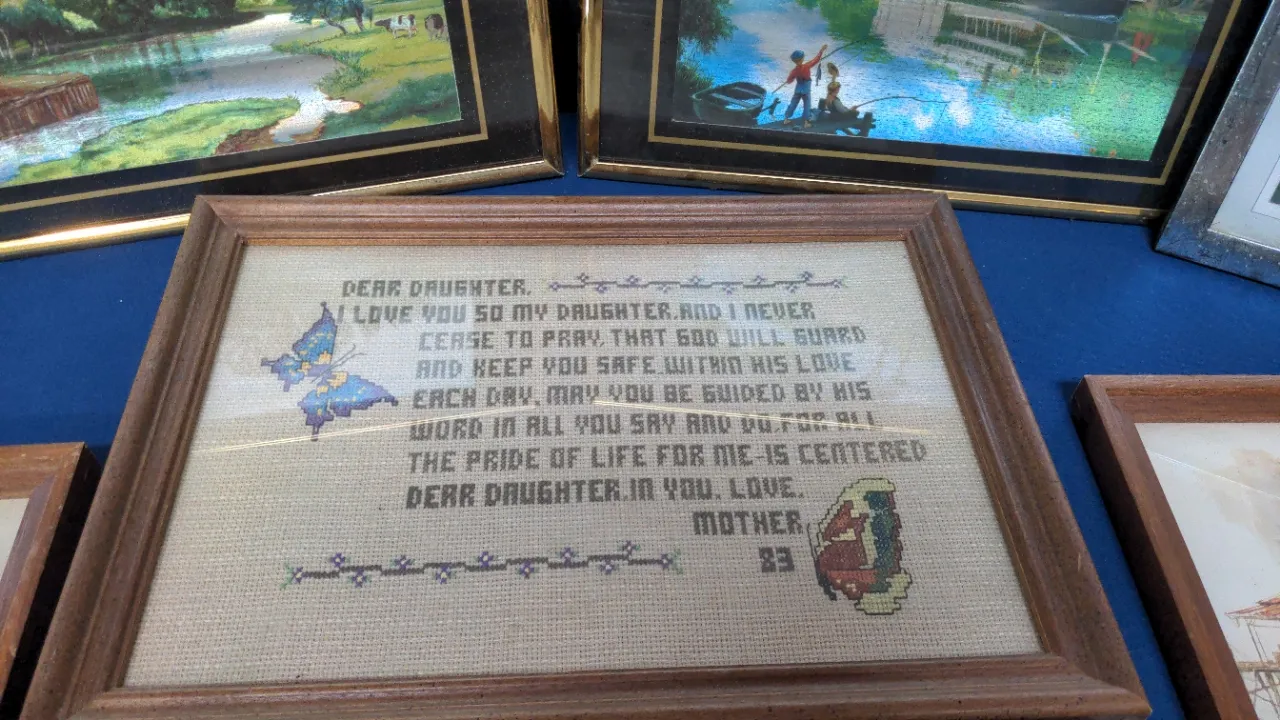 DEAR DAUGHTER,
I LOVE YOU SO MY DAUGHTER.AND I NEVER
CEASE TO PRAY, THAT GOD WILL GUARD
AND KEEP YOU SAFE.WITHIN HIS LOVE
EACH DAY. MAY YOU BE GUIDED BY HIS
WORD IN ALL YOU SAY AND DO.FOR ALL
THE PRIDE OF LIFE FOR ME-IS CENTERED
DEAR DAUGHTER.IN YOU. LOVE.
MOTHER
83